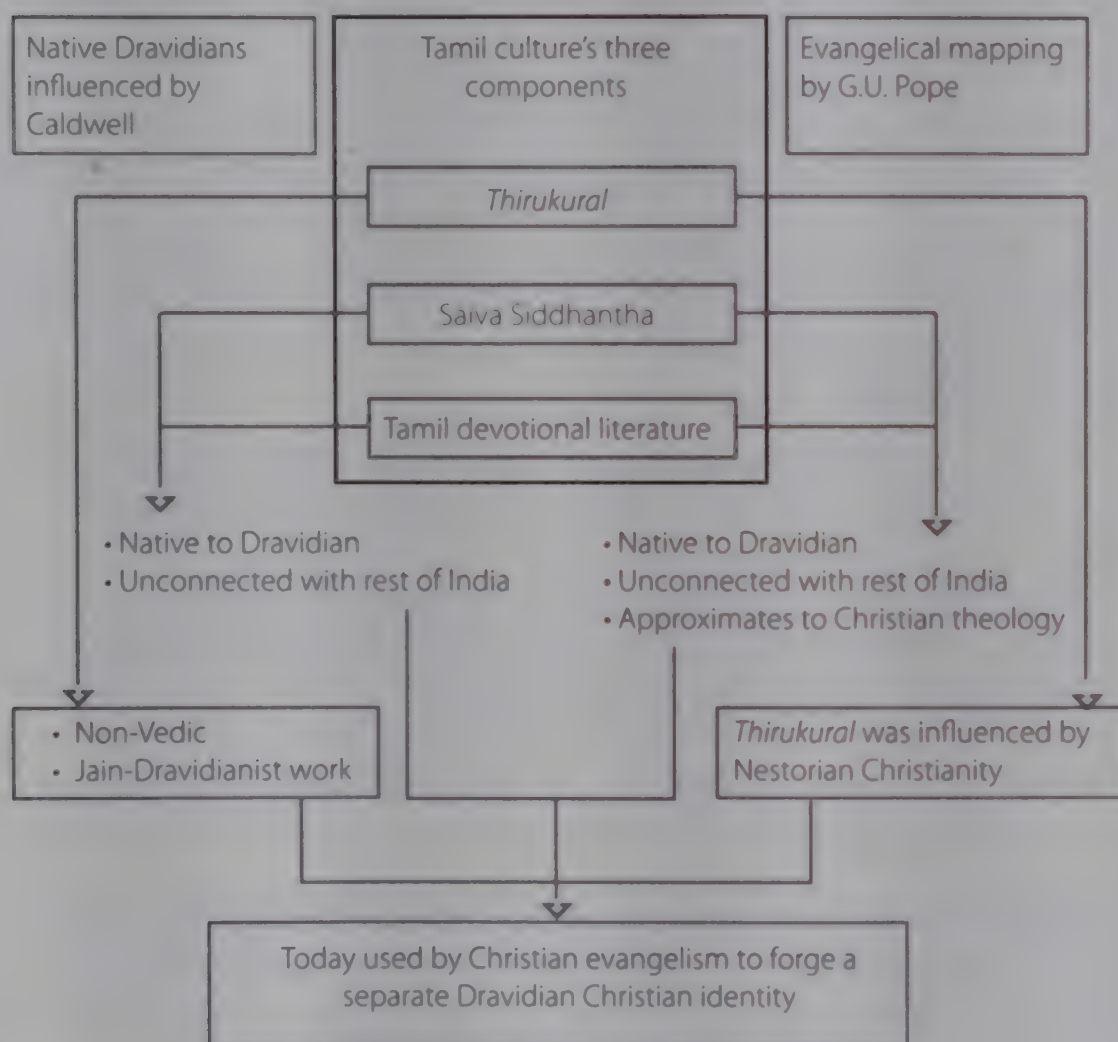 Native Dravidians
influenced by
Caldwell
Tamil culture's three
components
Evangelical mapping
by G.U. Pope
Thirukural
Saiva Siddhantha
Tamil devotional literature
• Native to Dravidian
• Unconnected with rest of India
• Native to Dravidian
• Unconnected with rest of India
• Approximates to Christian theology
• Non-Vedic
• Jain-Dravidianist work
Thirukural was influenced by
Nestorian Christianity
Today used by Christian evangelism to forge a
separate Dravidian Christian identity